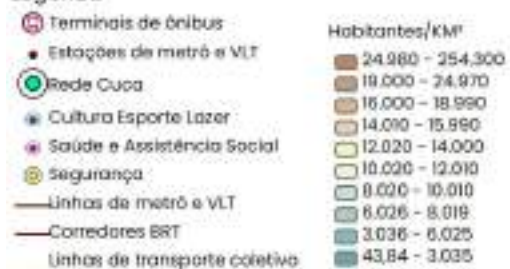 Terminais de ônibus
Estações de metrô e VLT
Rede Cuca
Cultura Esporte Lazer
Saúde e Assistência Social
Segurança
Linhas de metrô e VLT
Corredores BRT
Linhas de transporte coletivo
Habitantes/KM²
24.980 - 254.300
19.000 - 24.970
16.000 - 18.990
14.010 - 15.990
12.020 - 14.000
10.020 - 12.010
8.020 - 10.010
6.026 - 8.019
3.036 - 6.025
43,84 - 3.035